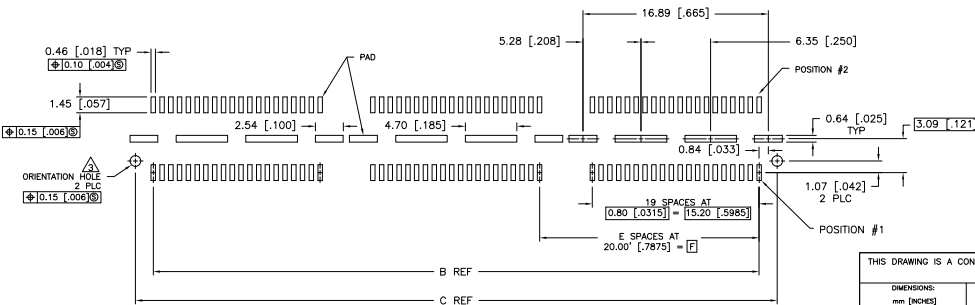 16.89 [.665]
5.28 [.208]
6.35 [.250]
0.46 [.018] TYP
⌖ 0.10 [.004] Ⓢ
PAD
POSITION #2
1.45 [.057]
⌖ 0.15 [.006] Ⓢ
2.54 [.100]
4.70 [.185]
0.64 [.025]
TYP
3.09 [.121
0.84 [.033]
3
ORIENTATION HOLE
2 PLC
⌖ 0.15 [.006] Ⓢ
1.07 [.042]
2 PLC
19 SPACES AT
0.80 [.0315] = 15.20 [.5985]
POSITION #1
E SPACES AT
20.00' [.7875] = F
B REF
C REF
THIS DRAWING IS A CON
DIMENSIONS:
mm [INCHES]